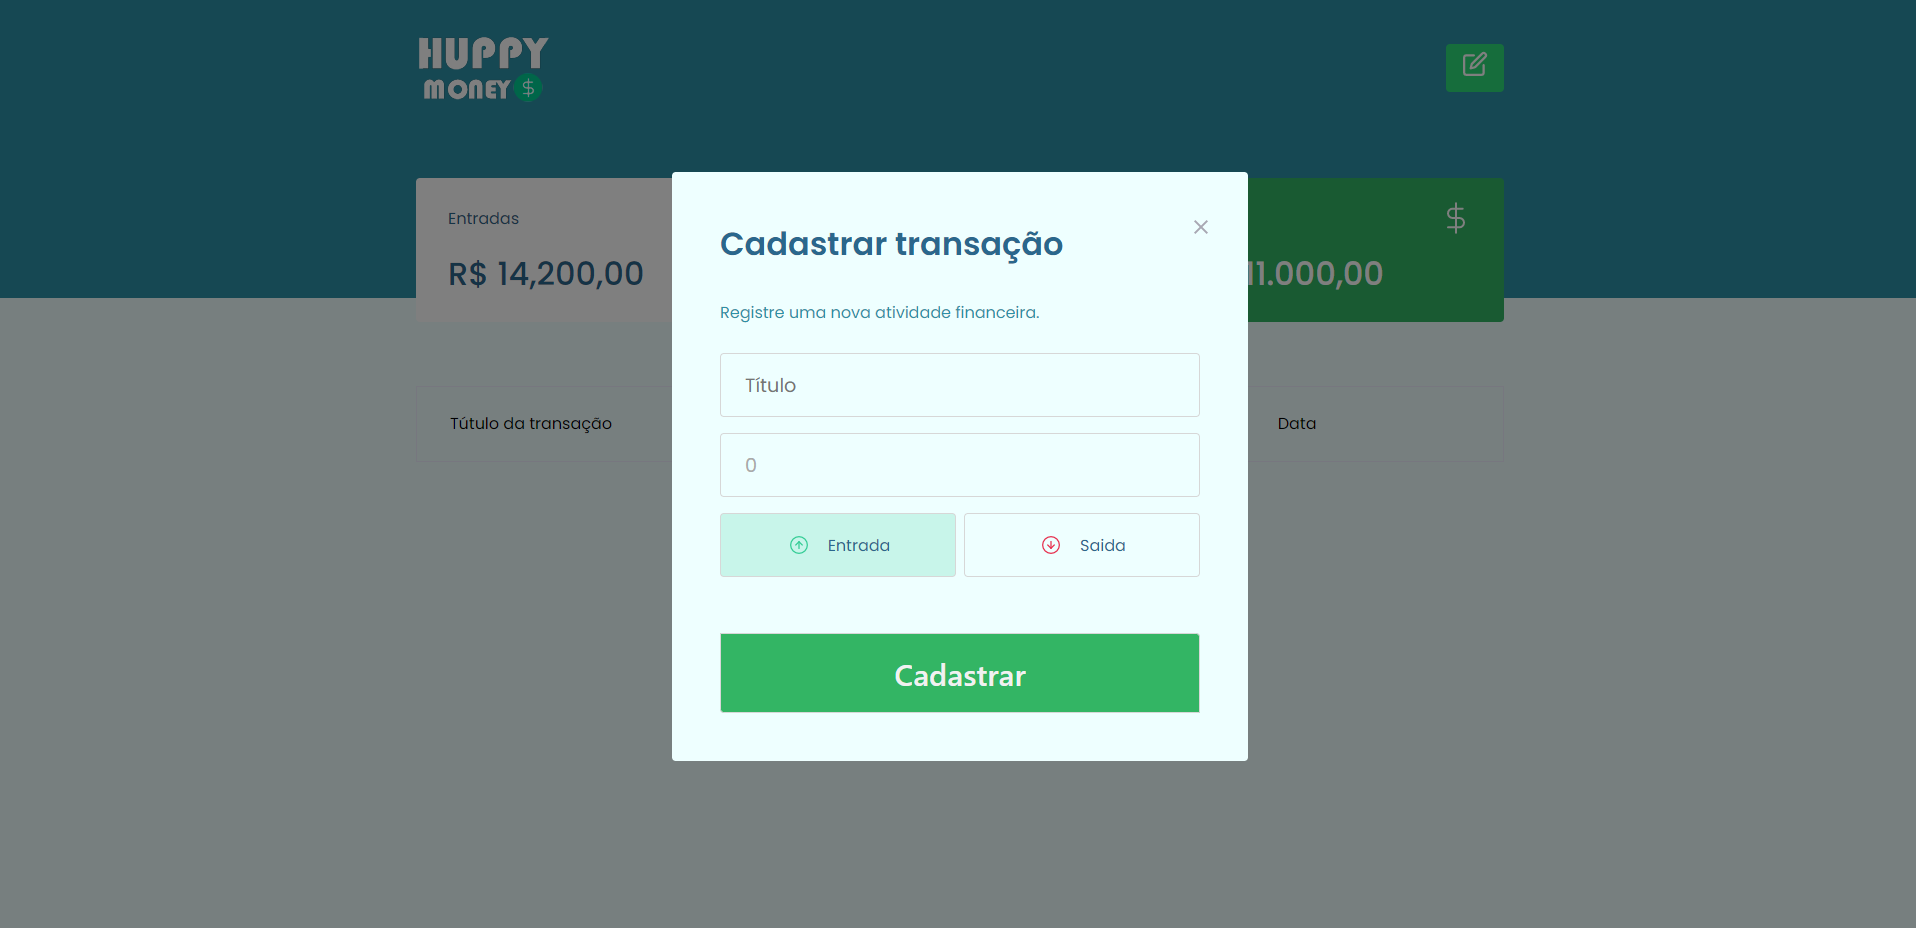 HUPPY
MONEY $
Entradas
R$ 14,200,00
$
11.000,00
Tútulo da transação
Data
Cadastrar transação
Registre uma nova atividade financeira.
Título
0
Entrada
Saida
Cadastrar